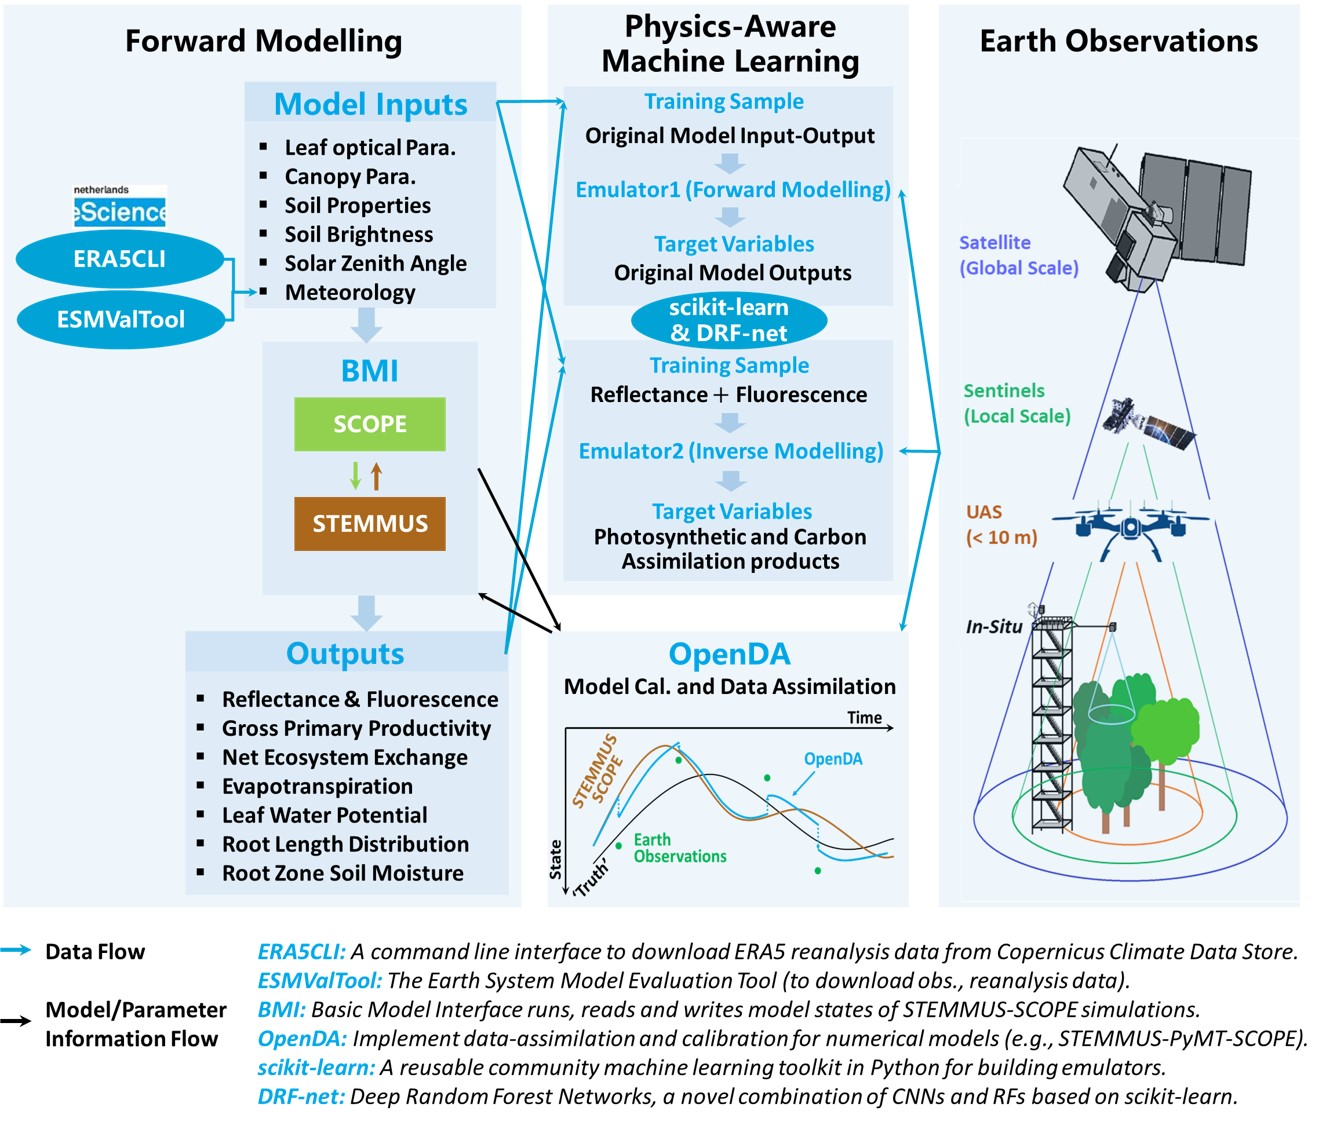 Forward Modelling
Model Inputs
▪ Leaf optical Para.
▪ Canopy Para.
▪ Soil Properties
▪ Soil Brightness
▪ Solar Zenith Angle
▪ Meteorology
netherlands
eScience
ERA5CLI
ESMValTool
BMI
SCOPE
STEMMUS
Outputs
▪ Reflectance & Fluorescence
▪ Gross Primary Productivity
▪ Net Ecosystem Exchange
▪ Evapotranspiration
▪ Leaf Water Potential
▪ Root Length Distribution
▪ Root Zone Soil Moisture
Physics-Aware
Machine Learning
Training Sample
Original Model Input-Output
Emulator1 (Forward Modelling)
Target Variables
Original Model Outputs
scikit-learn
& DRF-net
Training Sample
Reflectance + Fluorescence
Emulator2 (Inverse Modelling)
Target Variables
Photosynthetic and Carbon
Assimilation products
OpenDA
Model Cal. and Data Assimilation
Time
STEMMUS
SCOPE
OpenDA
Earth
Observations
State
'Truth'
Earth Observations
Satellite
(Global Scale)
Sentinels
(Local Scale)
UAS
(< 10 m)
In-Situ
Data Flow
Model/Parameter
Information Flow
ERA5CLI: A command line interface to download ERA5 reanalysis data from Copernicus Climate Data Store.
ESMValTool: The Earth System Model Evaluation Tool (to download obs., reanalysis data).
BMI: Basic Model Interface runs, reads and writes model states of STEMMUS-SCOPE simulations.
OpenDA: Implement data-assimilation and calibration for numerical models (e.g., STEMMUS-PyMT-SCOPE).
scikit-learn: A reusable community machine learning toolkit in Python for building emulators.
DRF-net: Deep Random Forest Networks, a novel combination of CNNs and RFs based on scikit-learn.